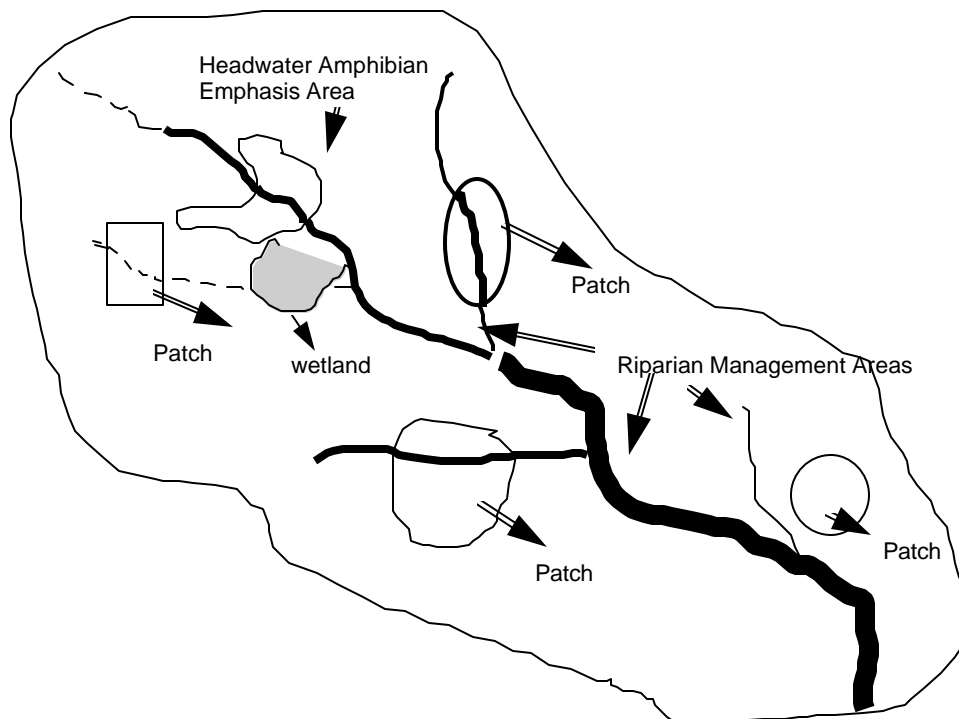 Headwater Amphibian
Emphasis Area
Patch
Patch
wetland
Riparian Management Areas
Patch
Patch